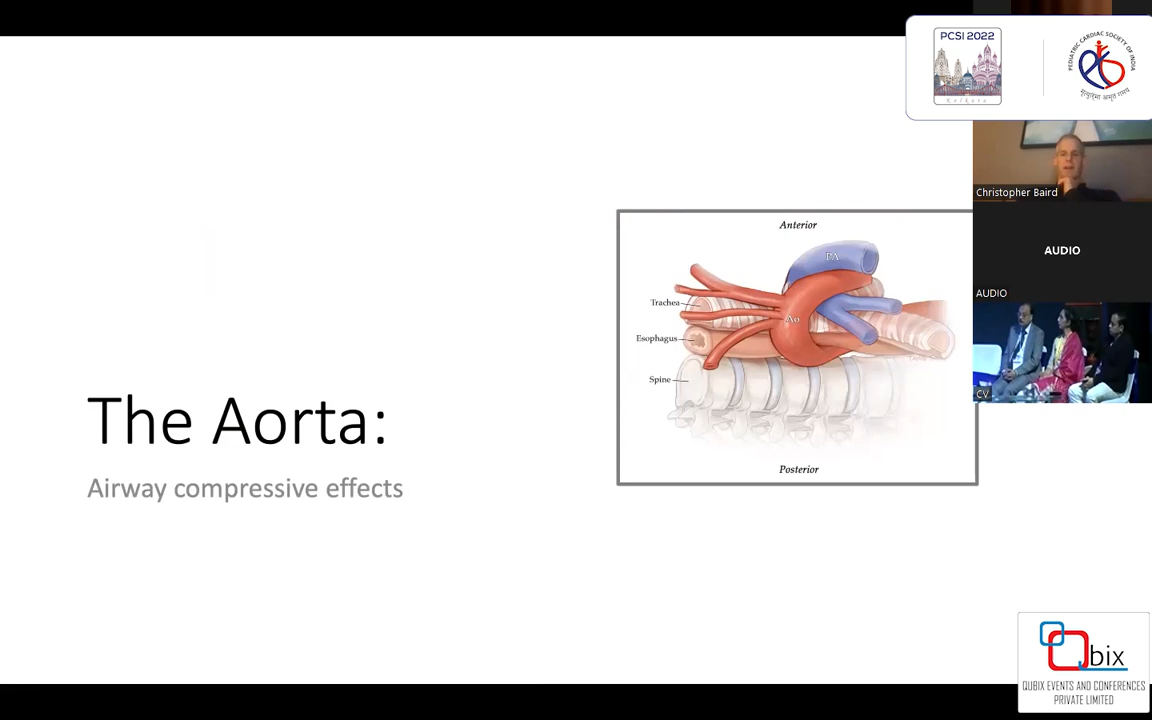 PCSI 2022
Kolkata
PEDIATRIC CARDIAC SOCIETY OF INDIA
Christopher Baird
AUDIO
AUDIO
CV
Anterior
PA
Trachea
Ao
Esophagus
Spine
Posterior
The Aorta:
Airway compressive effects
Qbix
QUBIX EVENTS AND CONFERENCES
PRIVATE LIMITED